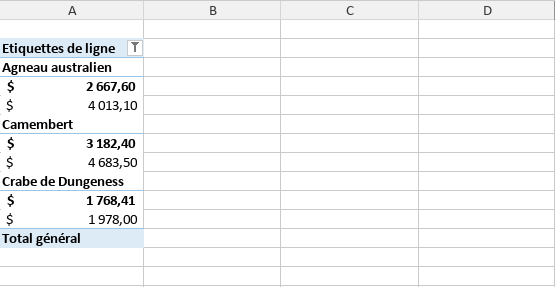 A B C D
Etiquettes de ligne
Agneau australien
$ 2 667,60
$ 4 013,10
Camembert
$ 3 182,40
$ 4 683,50
Crabe de Dungeness
$ 1 768,41
$ 1 978,00
Total général